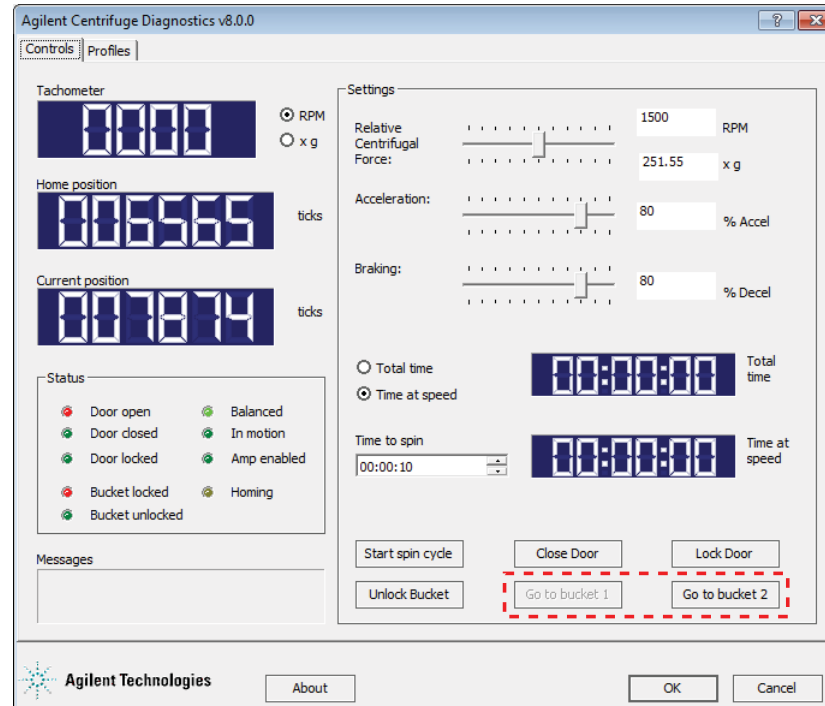 Agilent Centrifuge Diagnostics v8.0.0
Controls
Profiles
Tachometer
0000
RPM
x g
Home position
006565
ticks
Current position
007874
ticks
Status
Door open
Balanced
Door closed
In motion
Door locked
Amp enabled
Bucket locked
Homing
Bucket unlocked
Messages
Settings
Relative
Centrifugal
Force:
1500
RPM
251.55
x g
Acceleration:
80
% Accel
Braking:
80
% Decel
Total time
Time at speed
00:00:00
Total
time
Time to spin
00:00:10
00:00:00
Time at
speed
Start spin cycle
Close Door
Lock Door
Unlock Bucket
Go to bucket 1
Go to bucket 2
Agilent Technologies
About
OK
Cancel